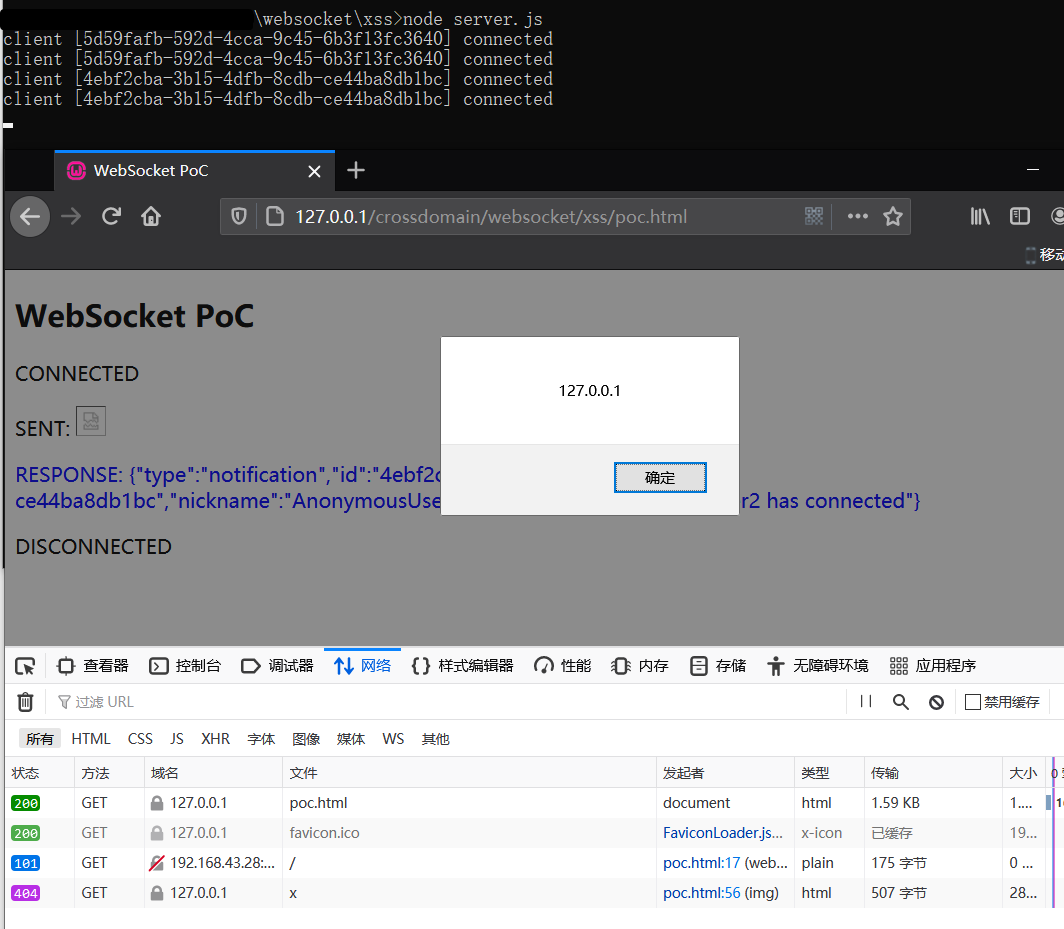 \websocket\xss>node server.js
client [5d59fafb-592d-4cca-9c45-6b3f13fc3640] connected
client [5d59fafb-592d-4cca-9c45-6b3f13fc3640] connected
client [4ebf2cba-3b15-4dfb-8cdb-ce44ba8db1bc] connected
client [4ebf2cba-3b15-4dfb-8cdb-ce44ba8db1bc] connected
WebSocket PoC
127.0.0.1/crossdomain/websocket/xss/poc.html
移动
WebSocket PoC
CONNECTED
127.0.0.1
SENT:
RESPONSE: {"type":"notification","id":"4ebf2c
确定
ce44ba8db1bc","nickname":"AnonymousUse r2 has connected"}
DISCONNECTED
查看器 控制台 调试器 网络 样式编辑器 性能 内存 存储 无障碍环境 应用程序
过滤 URL 禁用缓存
所有 HTML CSS JS XHR 字体 图像 媒体 WS 其他
状态 方法 域名 文件 发起者 类型 传输 大小 0
200 GET 127.0.0.1 poc.html document html 1.59 KB 1....
200 GET 127.0.0.1 favicon.ico FaviconLoader.js... x-icon 已缓存 19...
101 GET 192.168.43.28:... / poc.html:17 (web... plain 175 字节 0 ...
404 GET 127.0.0.1 x poc.html:56 (img) html 507 字节 28...